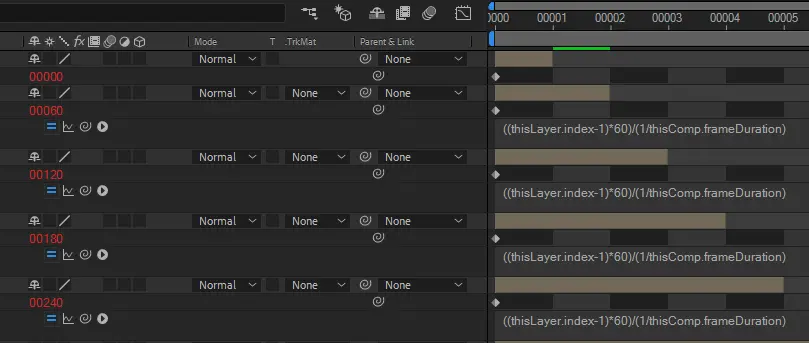 00000 00001 00002 00003 00004 00005
fx Mode T .TrkMat Parent & Link
Normal None
00000
Normal None None
00060
((thisLayer.index-1)*60)/(1/thisComp.frameDuration)
Normal None None
00120
((thisLayer.index-1)*60)/(1/thisComp.frameDuration)
Normal None None
00180
((thisLayer.index-1)*60)/(1/thisComp.frameDuration)
Normal None None
00240
((thisLayer.index-1)*60)/(1/thisComp.frameDuration)